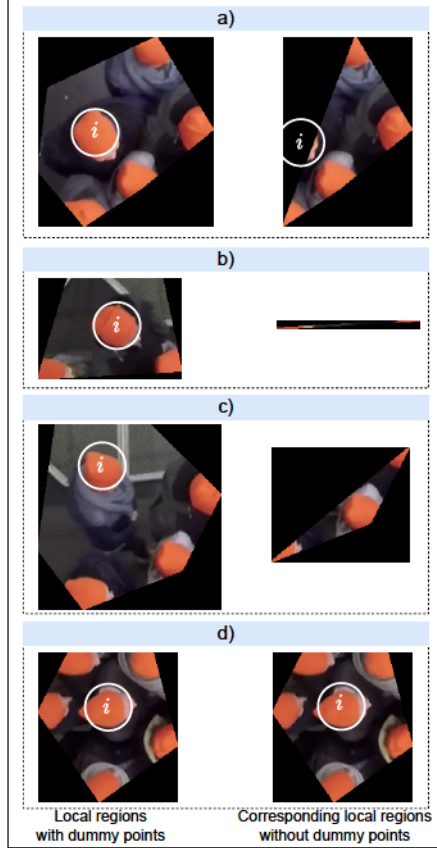 a)
i
i
b)
i
c)
i
d)
i
i
Local regions
with dummy points
Corresponding local regions
without dummy points